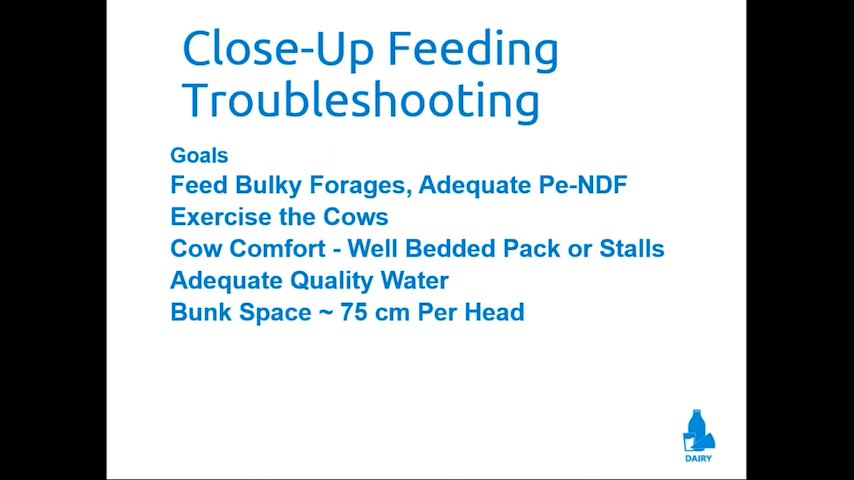 Close-Up Feeding
Troubleshooting
Goals
Feed Bulky Forages, Adequate Pe-NDF
Exercise the Cows
Cow Comfort - Well Bedded Pack or Stalls
Adequate Quality Water
Bunk Space ~ 75 cm Per Head
DAIRY